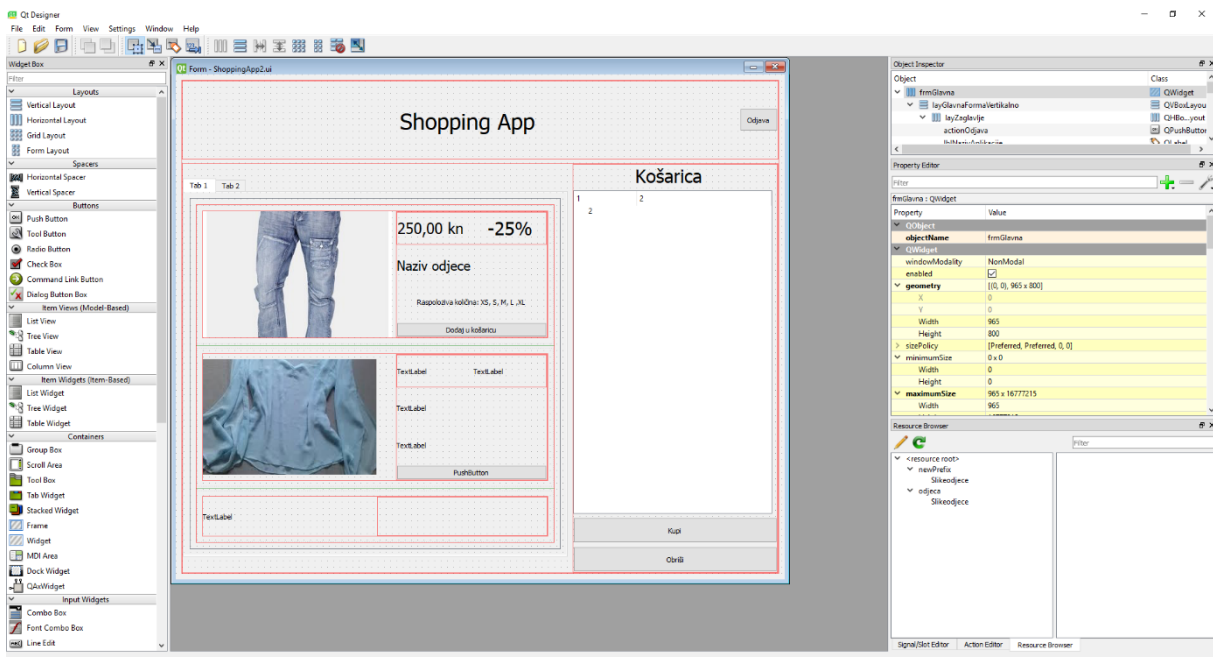 Qt Designer
File Edit Form View Settings Window Help
Widget Box
Filter
Layouts
Vertical Layout
Horizontal Layout
Grid Layout
Form Layout
Spacers
Horizontal Spacer
Vertical Spacer
Buttons
Push Button
Tool Button
Radio Button
Check Box
Command Link Button
Dialog Button Box
Item Views (Model-Based)
List View
Tree View
Table View
Column View
Item Widgets (Item-Based)
List Widget
Tree Widget
Table Widget
Containers
Group Box
Scroll Area
Tool Box
Tab Widget
Stacked Widget
Frame
Widget
MDI Area
Dock Widget
QAxWidget
Input Widgets
Combo Box
Font Combo Box
Line Edit
Form - ShoppingApp2.ui
Shopping App
Odjava
Tab 1 Tab 2
250,00 kn -25%
Naziv odjece
Raspoloziva količina: XS, S, M, L ,XL
Dodaj u košaricu
TextLabel TextLabel
TextLabel
TextLabel
PushButton
TextLabel
Košarica
1 2
2
Kupi
Obriši
Object Inspector
Object Class
frmGlavna QWidget
layGlavnaFormaVertikalno QVBoxLayou
layZaglavlje QHBo...yout
actionOdjava QPushButton
lblNazivAplikacije QLabel
Property Editor
Filter
frmGlavna : QWidget
Property Value
QObject
objectName frmGlavna
QWidget
windowModality NonModal
enabled
geometry [(0, 0), 965 x 800]
X 0
Y 0
Width 965
Height 800
sizePolicy [Preferred, Preferred, 0, 0]
minimumSize 0 x 0
Width 0
Height 0
maximumSize 965 x 16777215
Width 965
Resource Browser
Filter
<resource root>
newPrefix
Slikeodjece
odjeca
Slikeodjece
Signal/Slot Editor Action Editor Resource Browser